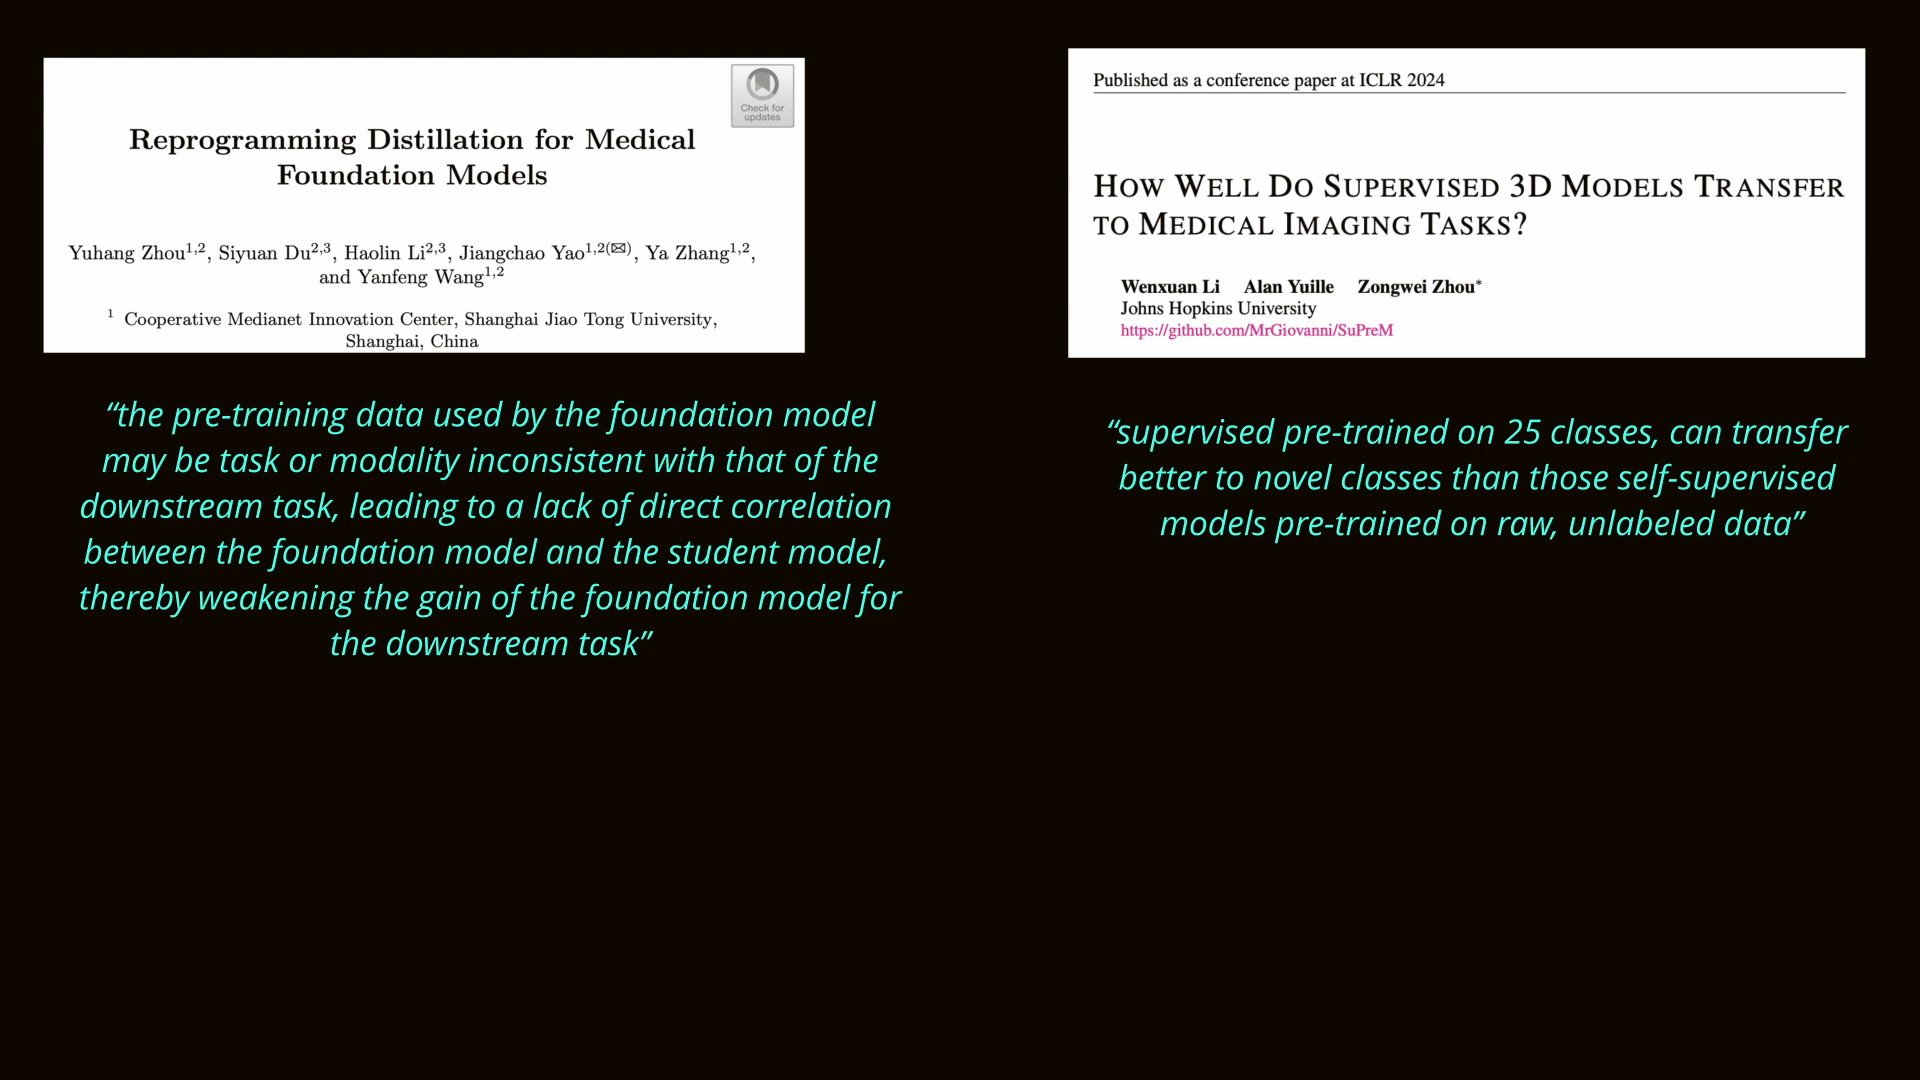 Check for
updates
Reprogramming Distillation for Medical
Foundation Models
Yuhang Zhou1,2, Siyuan Du2,3, Haolin Li2,3, Jiangchao Yao1,2(✉), Ya Zhang1,2,
and Yanfeng Wang1,2
1 Cooperative Medianet Innovation Center, Shanghai Jiao Tong University,
Shanghai, China
“the pre-training data used by the foundation model
may be task or modality inconsistent with that of the
downstream task, leading to a lack of direct correlation
between the foundation model and the student model,
thereby weakening the gain of the foundation model for
the downstream task”
Published as a conference paper at ICLR 2024
HOW WELL DO SUPERVISED 3D MODELS TRANSFER
TO MEDICAL IMAGING TASKS?
Wenxuan Li Alan Yuille Zongwei Zhou*
Johns Hopkins University
https://github.com/MrGiovanni/SuPreM
“supervised pre-trained on 25 classes, can transfer
better to novel classes than those self-supervised
models pre-trained on raw, unlabeled data”